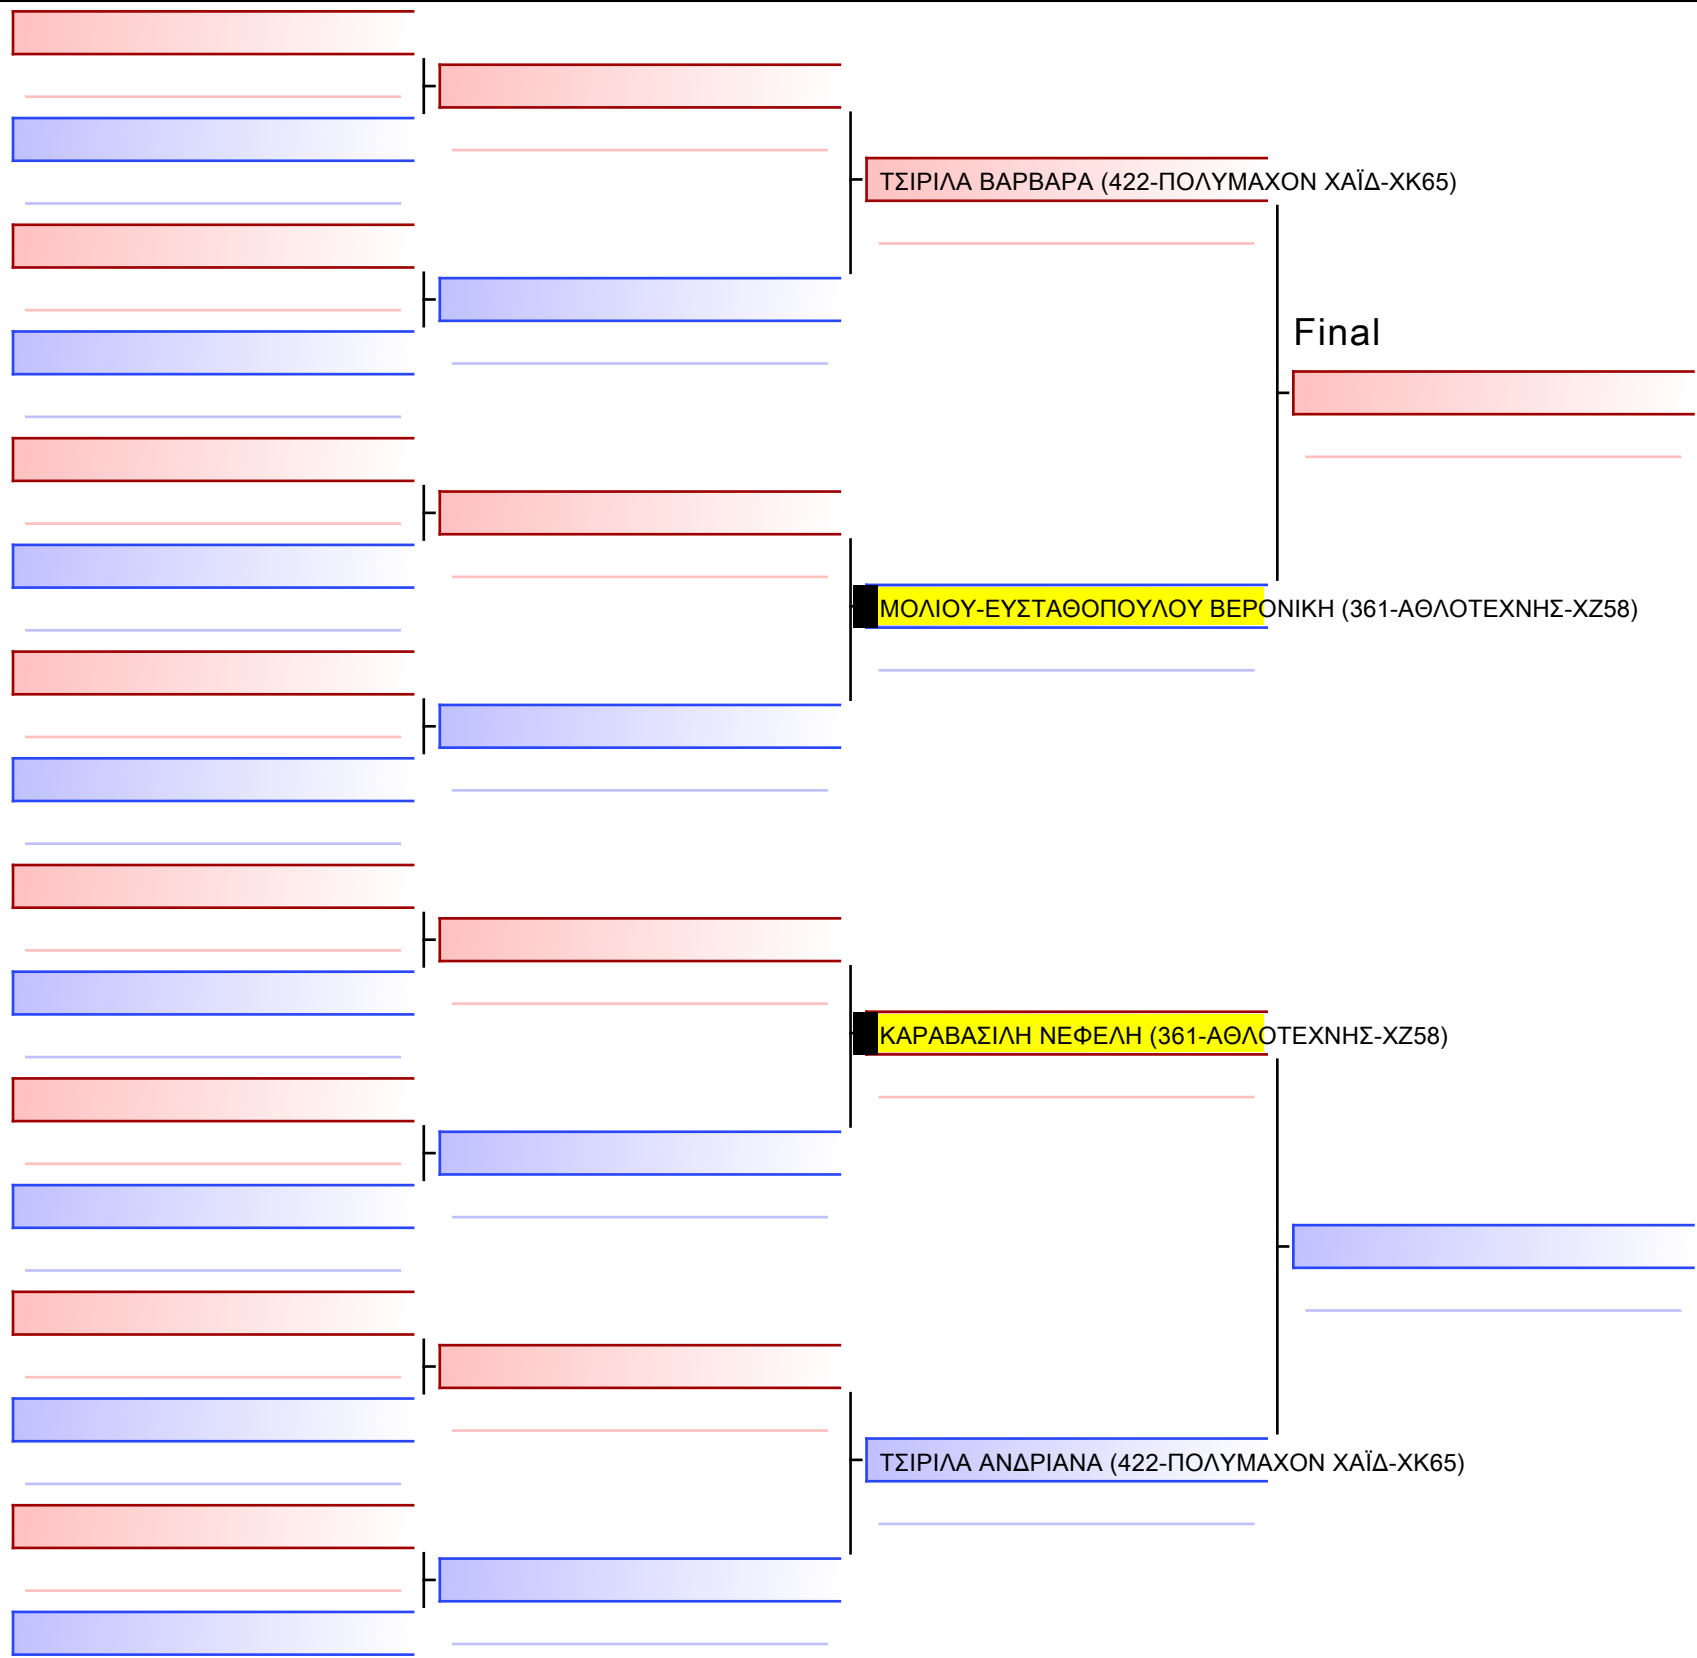 ΤΣΙΡΙΛΑ ΒΑΡΒΑΡΑ (422-ΠΟΛΥΜΑΧΟΝ ΧΑΪΔ-ΧΚ65)
Final
ΜΟΛΙΟΥ-ΕΥΣΤΑΘΟΠΟΥΛΟΥ ΒΕΡΟΝΙΚΗ (361-ΑΘΛΟΤΕΧΝΗΣ-ΧΖ58)
ΚΑΡΑΒΑΣΙΛΗ ΝΕΦΕΛΗ (361-ΑΘΛΟΤΕΧΝΗΣ-ΧΖ58)
ΤΣΙΡΙΛΑ ΑΝΔΡΙΑΝΑ (422-ΠΟΛΥΜΑΧΟΝ ΧΑΪΔ-ΧΚ65)